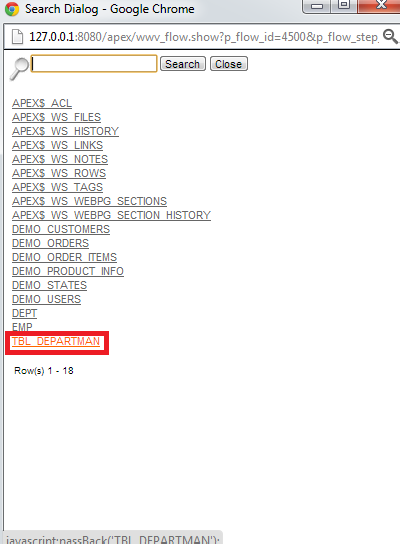 Search Dialog - Google Chrome
127.0.0.1:8080/apex/wwv_flow.show?p_flow_id=4500&p_flow_step_
Search Close
APEX$_ACL
APEX$_WS_FILES
APEX$_WS_HISTORY
APEX$_WS_LINKS
APEX$_WS_NOTES
APEX$_WS_ROWS
APEX$_WS_TAGS
APEX$_WS_WEBPG_SECTIONS
APEX$_WS_WEBPG_SECTION_HISTORY
DEMO_CUSTOMERS
DEMO_ORDERS
DEMO_ORDER_ITEMS
DEMO_PRODUCT_INFO
DEMO_STATES
DEMO_USERS
DEPT
EMP
TBL_DEPARTMAN
Row(s) 1 - 18
javascript:passBack('TBL_DEPARTMAN');